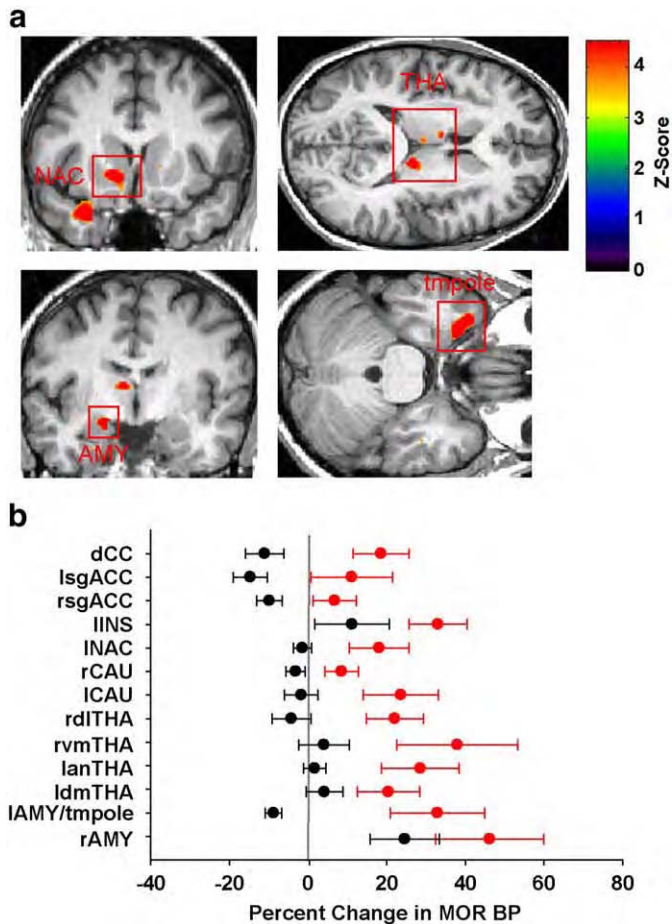 a
NAC
THA
4
3
2
1
0
Z-Score
AMY
tmpole
b
dCC
lsgACC
rsgACC
lINS
lNAC
rCAU
lCAU
rdlTHA
rvmTHA
lanTHA
ldmTHA
lAMY/tmpole
rAMY
-40 -20 0 20 40 60 80
Percent Change in MOR BP